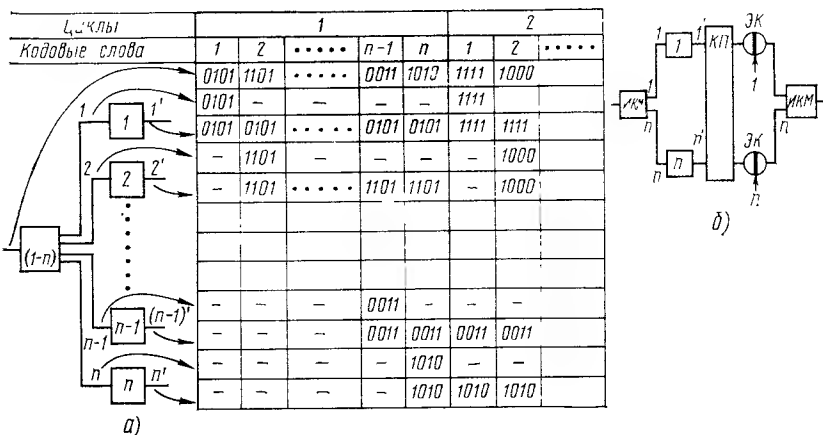 Циклы 1 2
Кодовые слова 1 2 ..... n-1 n 1 2 .....
0101 1101 0011 1010 1111 1000
0101 – – – – 1111
0101 0101 ..... 0101 0101 1111 1111
– 1101 – – – – 1000
– 1101 ..... 1101 1101 – 1000
– – – 0011 – – –
– – – 0011 0011 0011 0011
– – – – 1010 – –
– – – – 1010 1010 1010
1 1 1'
2 2 2'
(1-n)
n-1 n-1 (n-1)'
n n n'
а)
ИКМ 1 1 1' КП ЭК 1
n n n' ЭК n n ИКМ
б)